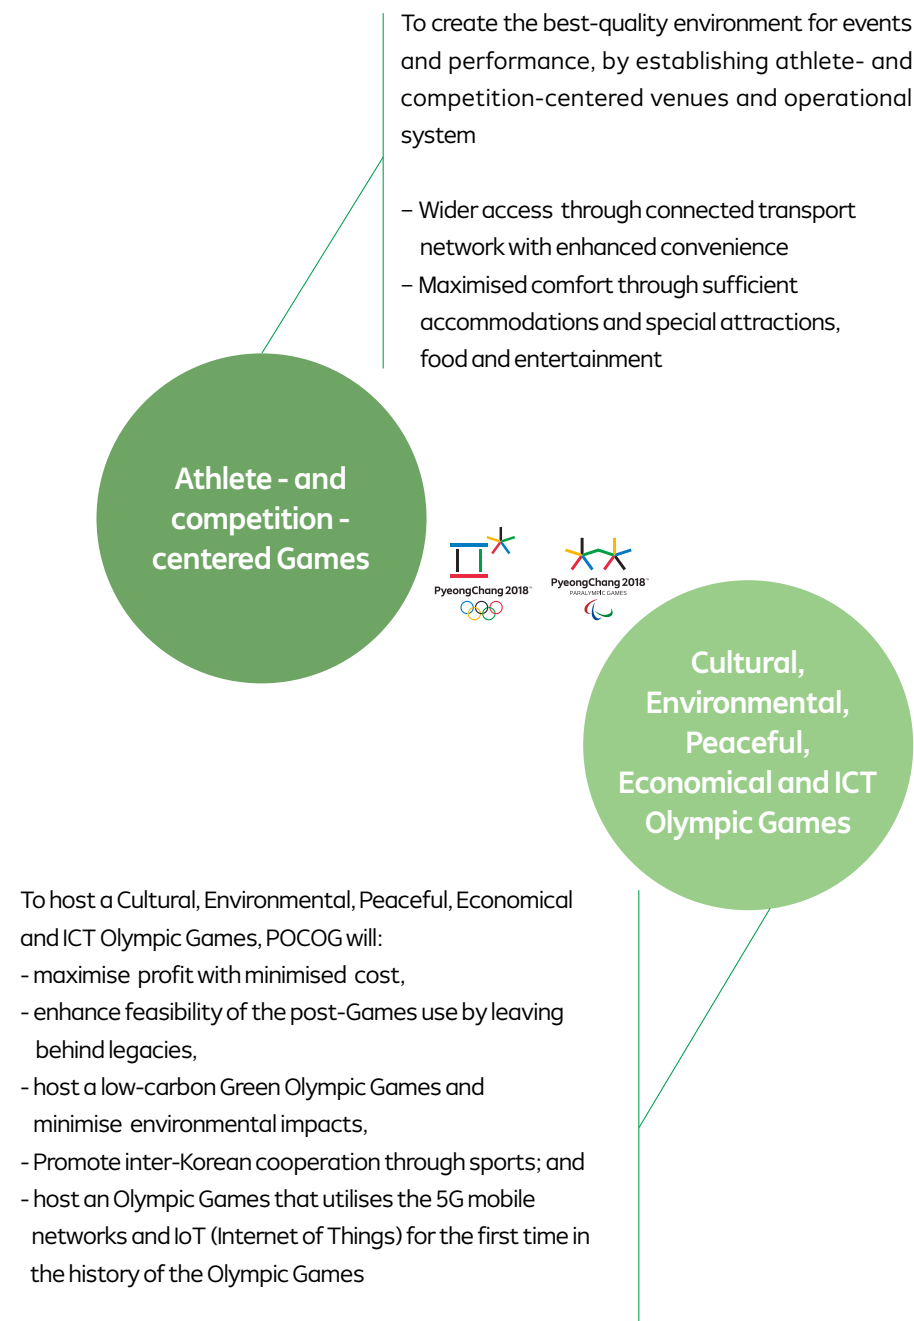 To create the best-quality environment for events
and performance, by establishing athlete- and
competition-centered venues and operational
system
– Wider access through connected transport
network with enhanced convenience
– Maximised comfort through sufficient
accommodations and special attractions,
food and entertainment
Athlete - and
competition -
centered Games
PyeongChang 2018™
PyeongChang 2018™
PARALYMPIC GAMES
Cultural,
Environmental,
Peaceful,
Economical and ICT
Olympic Games
To host a Cultural, Environmental, Peaceful, Economical
and ICT Olympic Games, POCOG will:
- maximise profit with minimised cost,
- enhance feasibility of the post-Games use by leaving
behind legacies,
- host a low-carbon Green Olympic Games and
minimise environmental impacts,
- Promote inter-Korean cooperation through sports; and
- host an Olympic Games that utilises the 5G mobile
networks and IoT (Internet of Things) for the first time in
the history of the Olympic Games